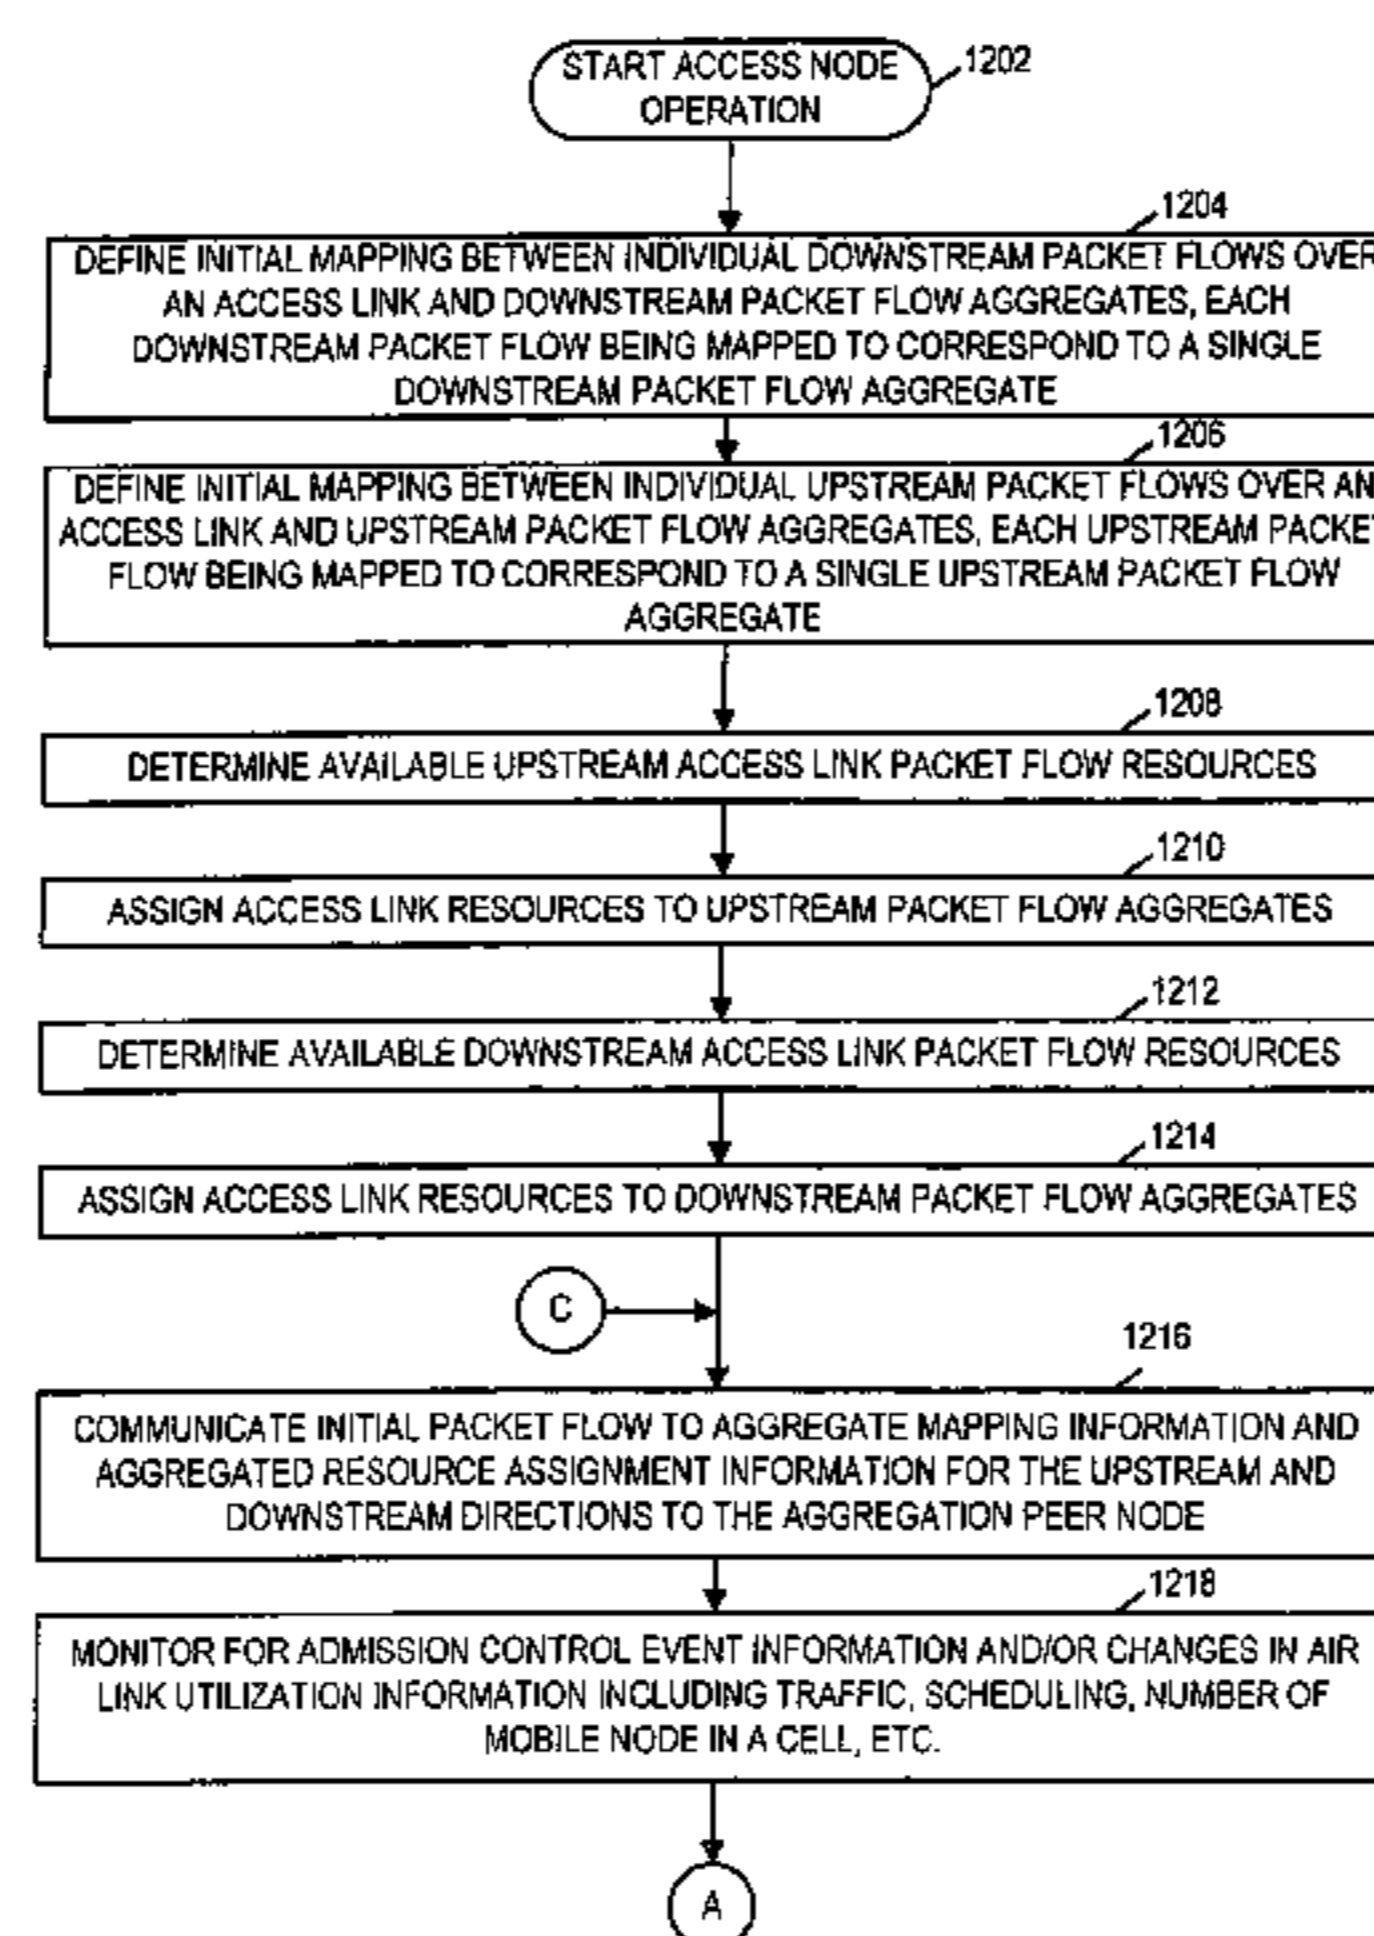 START ACCESS NODE
OPERATION
1202
1204
DEFINE INITIAL MAPPING BETWEEN INDIVIDUAL DOWNSTREAM PACKET FLOWS OVER
AN ACCESS LINK AND DOWNSTREAM PACKET FLOW AGGREGATES, EACH
DOWNSTREAM PACKET FLOW BEING MAPPED TO CORRESPOND TO A SINGLE
DOWNSTREAM PACKET FLOW AGGREGATE
1206
DEFINE INITIAL MAPPING BETWEEN INDIVIDUAL UPSTREAM PACKET FLOWS OVER AN
ACCESS LINK AND UPSTREAM PACKET FLOW AGGREGATES, EACH UPSTREAM PACKET
FLOW BEING MAPPED TO CORRESPOND TO A SINGLE UPSTREAM PACKET FLOW
AGGREGATE
1208
DETERMINE AVAILABLE UPSTREAM ACCESS LINK PACKET FLOW RESOURCES
1210
ASSIGN ACCESS LINK RESOURCES TO UPSTREAM PACKET FLOW AGGREGATES
1212
DETERMINE AVAILABLE DOWNSTREAM ACCESS LINK PACKET FLOW RESOURCES
1214
ASSIGN ACCESS LINK RESOURCES TO DOWNSTREAM PACKET FLOW AGGREGATES
C
1216
COMMUNICATE INITIAL PACKET FLOW TO AGGREGATE MAPPING INFORMATION AND
AGGREGATED RESOURCE ASSIGNMENT INFORMATION FOR THE UPSTREAM AND
DOWNSTREAM DIRECTIONS TO THE AGGREGATION PEER NODE
1218
MONITOR FOR ADMISSION CONTROL EVENT INFORMATION AND/OR CHANGES IN AIR
LINK UTILIZATION INFORMATION INCLUDING TRAFFIC, SCHEDULING, NUMBER OF
MOBILE NODE IN A CELL, ETC.
A